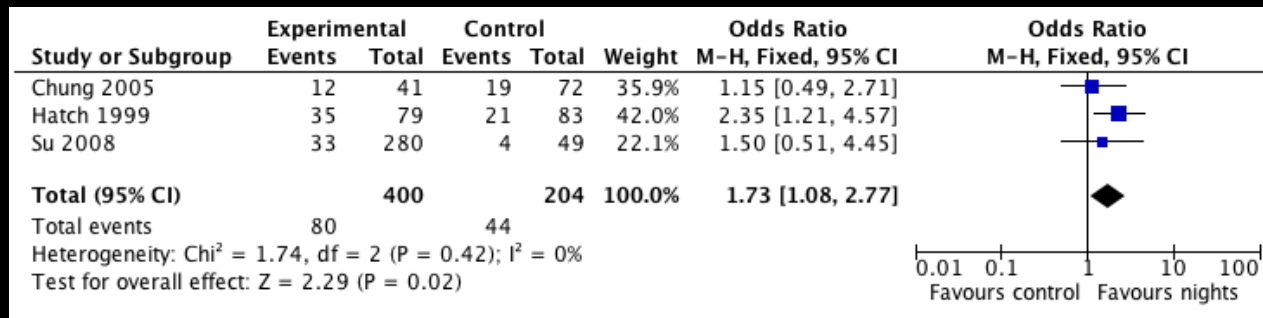 Experimental Control Odds Ratio Odds Ratio
Study or Subgroup Events Total Events Total Weight M-H, Fixed, 95% CI M-H, Fixed, 95% CI
Chung 2005 12 41 19 72 35.9% 1.15 [0.49, 2.71]
Hatch 1999 35 79 21 83 42.0% 2.35 [1.21, 4.57]
Su 2008 33 280 4 49 22.1% 1.50 [0.51, 4.45]
Total (95% CI) 400 204 100.0% 1.73 [1.08, 2.77]
Total events 80 44
Heterogeneity: Chi² = 1.74, df = 2 (P = 0.42); I² = 0%
Test for overall effect: Z = 2.29 (P = 0.02)
0.01 0.1 1 10 100
Favours control Favours nights